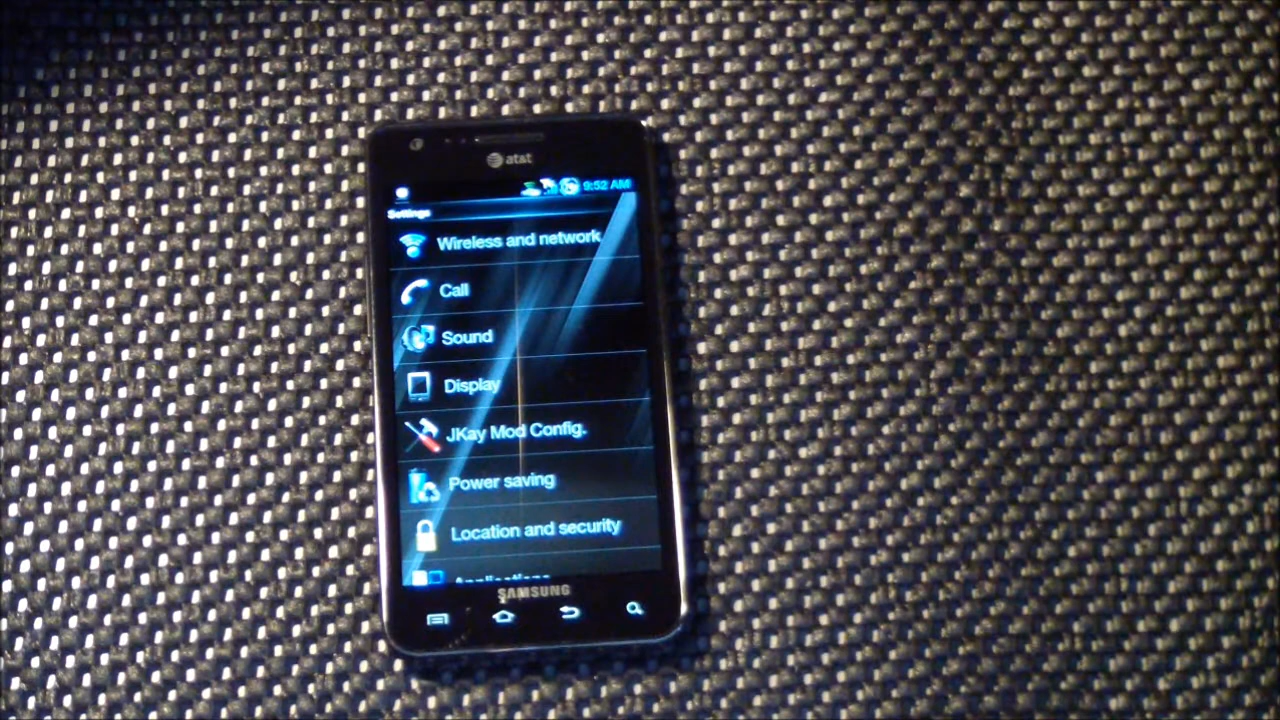 at&t
9:52 AM
Settings
Wireless and network
Call
Sound
Display
JKay Mod Config.
Power saving
Location and security
Applications
SAMSUNG